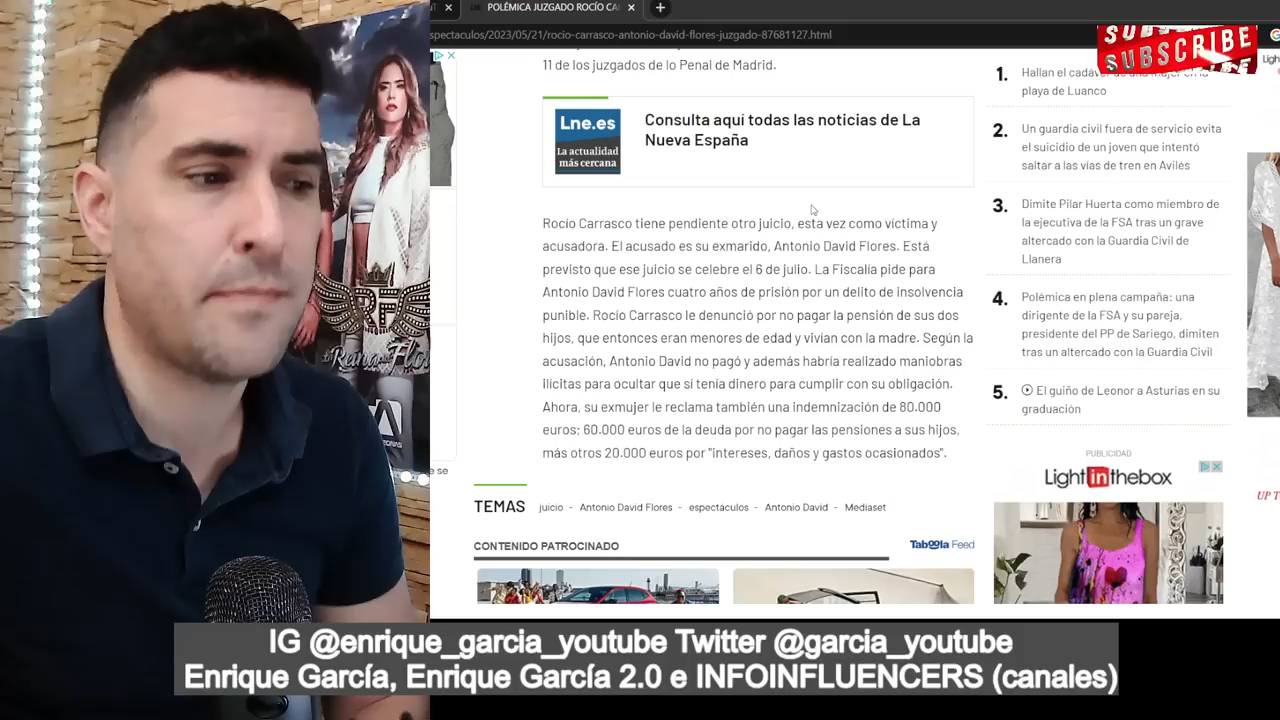 POLÉMICA JUZGADO ROCÍO CA
spectaculos/2023/05/21/rocio-carrasco-antonio-david-flores-juzgado-87681127.html
SUBSCRIBE
11 de los juzgados de lo Penal de Madrid.
Lne.es
La actualidad
más cercana
Consulta aquí todas las noticias de La
Nueva España
Rocío Carrasco tiene pendiente otro juicio, esta vez como víctima y
acusadora. El acusado es su exmarido, Antonio David Flores. Está
previsto que ese juicio se celebre el 6 de julio. La Fiscalía pide para
Antonio David Flores cuatro años de prisión por un delito de insolvencia
punible. Rocío Carrasco le denunció por no pagar la pensión de sus dos
hijos, que entonces eran menores de edad y vivían con la madre. Según la
acusación, Antonio David no pagó y además habría realizado maniobras
ilícitas para ocultar que sí tenía dinero para cumplir con su obligación.
Ahora, su exmujer le reclama también una indemnización de 80.000
euros; 60.000 euros de la deuda por no pagar las pensiones a sus hijos,
más otros 20.000 euros por "intereses, daños y gastos ocasionados".
e se
TEMAS juicio - Antonio David Flores - espectáculos - Antonio David - Mediaset
CONTENIDO PATROCINADO
Taboola Feed
1. Hallan el cadáver de una mujer en la
playa de Luanco
2. Un guardia civil fuera de servicio evita
el suicidio de un joven que intentó
saltar a las vías de tren en Avilés
3. Dimite Pilar Huerta como miembro de
la ejecutiva de la FSA tras un grave
altercado con la Guardia Civil de
Llanera
4. Polémica en plena campaña: una
dirigente de la FSA y su pareja,
presidente del PP de Sariego, dimiten
tras un altercado con la Guardia Civil
5. El guiño de Leonor a Asturias en su
graduación
PUBLICIDAD
Lightinthebox
Ligh
UP T
IG @enrique_garcia_youtube Twitter @garcia_youtube
Enrique García, Enrique García 2.0 e INFOINFLUENCERS (canales)